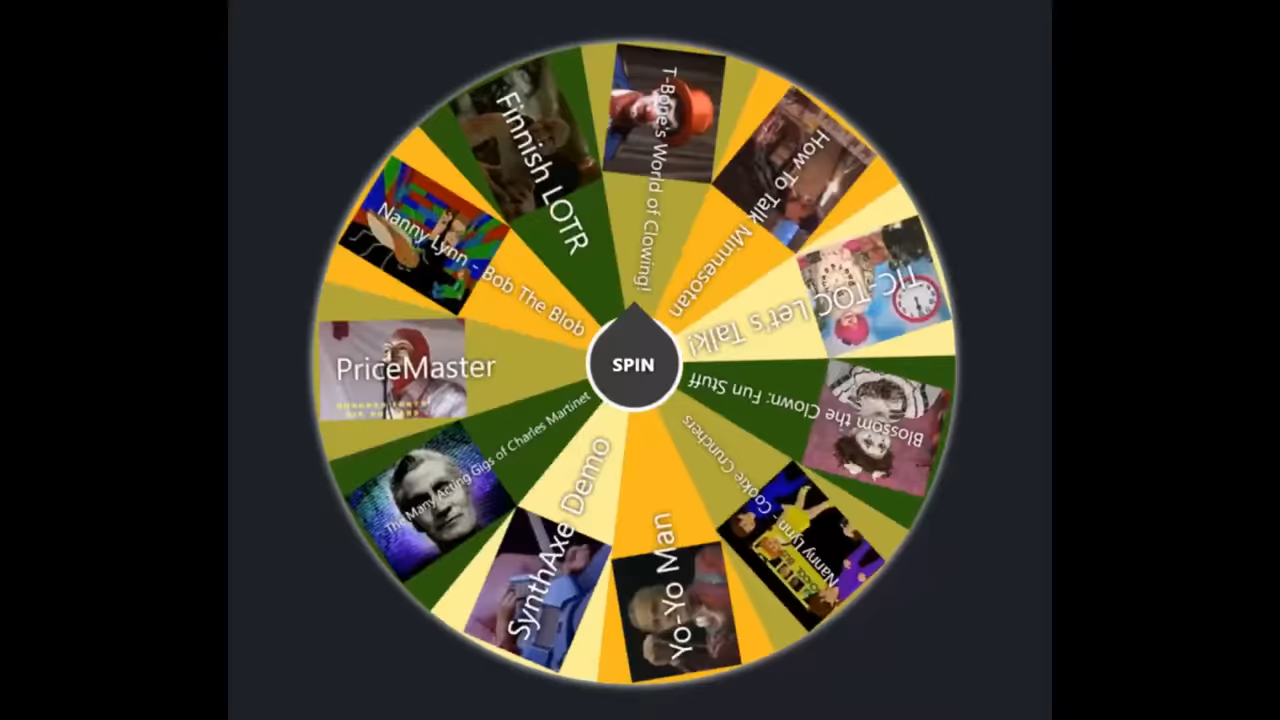 T-Bone's World of Clowning!
How-To Talk Minnesotan
TIC-TOC Let's Talk!
Blossom the Clown: Fun Stuff
Nanny Lynn - Cookie Crunchers
Yo-Yo Man
SynthAxe Demo
The Many Acting Gigs of Charles Martinet
PriceMaster
Nanny Lynn - Bob The Blob
Finnish LOTR
SPIN